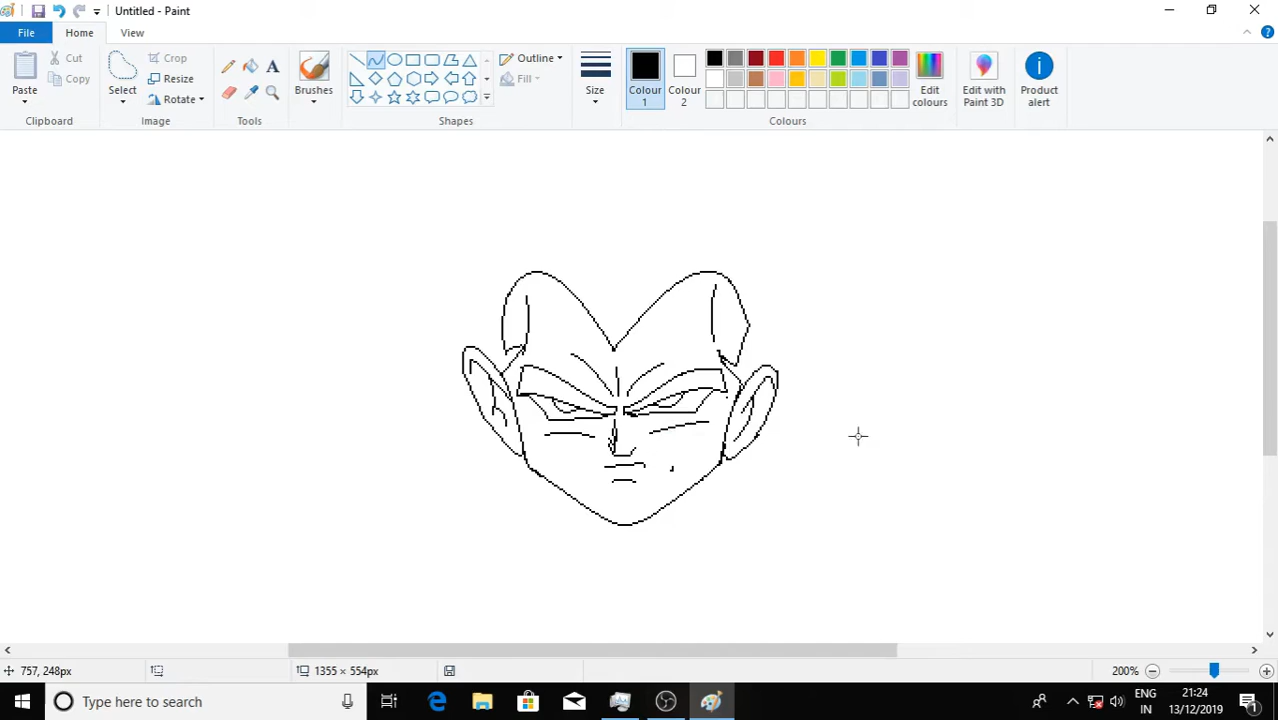 Untitled - Paint
File
Home
View
Paste
Cut
Copy
Clipboard
Select
Crop
Resize
Rotate
Image
A
Tools
Brushes
Shapes
Outline
Fill
Size
Colour
1
Colour
2
Edit
colours
Edit with
Paint 3D
Product
alert
Colours
757, 248px
1355 × 554px
200%
Type here to search
ENG
IN
21:24
13/12/2019
1